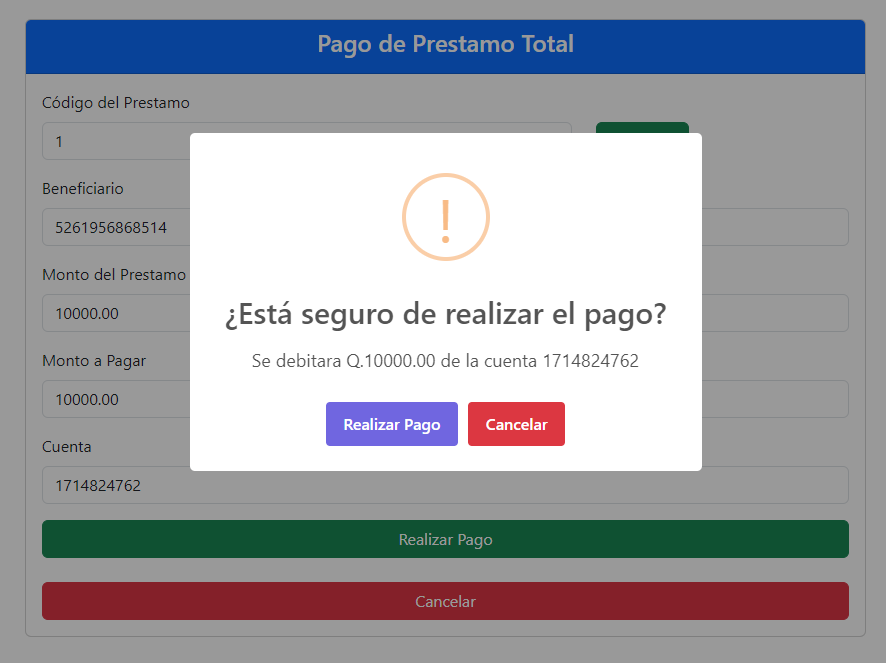 Pago de Prestamo Total
Código del Prestamo
1
Beneficiario
5261956868514
Monto del Prestamo
10000.00
Monto a Pagar
10000.00
Cuenta
1714824762
Realizar Pago
Cancelar
!
¿Está seguro de realizar el pago?
Se debitara Q.10000.00 de la cuenta 1714824762
Realizar Pago
Cancelar